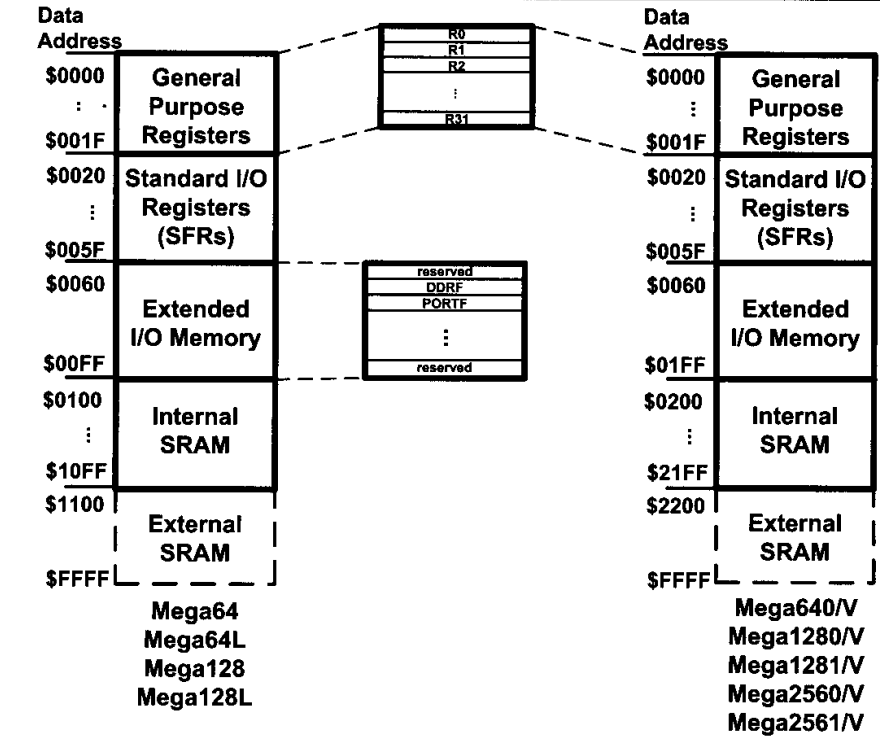 Data
Address
$0000
$001F
$0020
$005F
$0060
$00FF
$0100
$10FF
$1100
$FFFF
General
Purpose
Registers
Standard I/O
Registers
(SFRs)
Extended
I/O Memory
Internal
SRAM
External
SRAM
Mega64
Mega64L
Mega128
Mega128L
R0
R1
R2
R31
reserved
DDRF
PORTF
reserved
Data
Address
$0000
$001F
$0020
$005F
$0060
$01FF
$0200
$21FF
$2200
$FFFF
General
Purpose
Registers
Standard I/O
Registers
(SFRs)
Extended
I/O Memory
Internal
SRAM
External
SRAM
Mega640/V
Mega1280/V
Mega1281/V
Mega2560/V
Mega2561/V